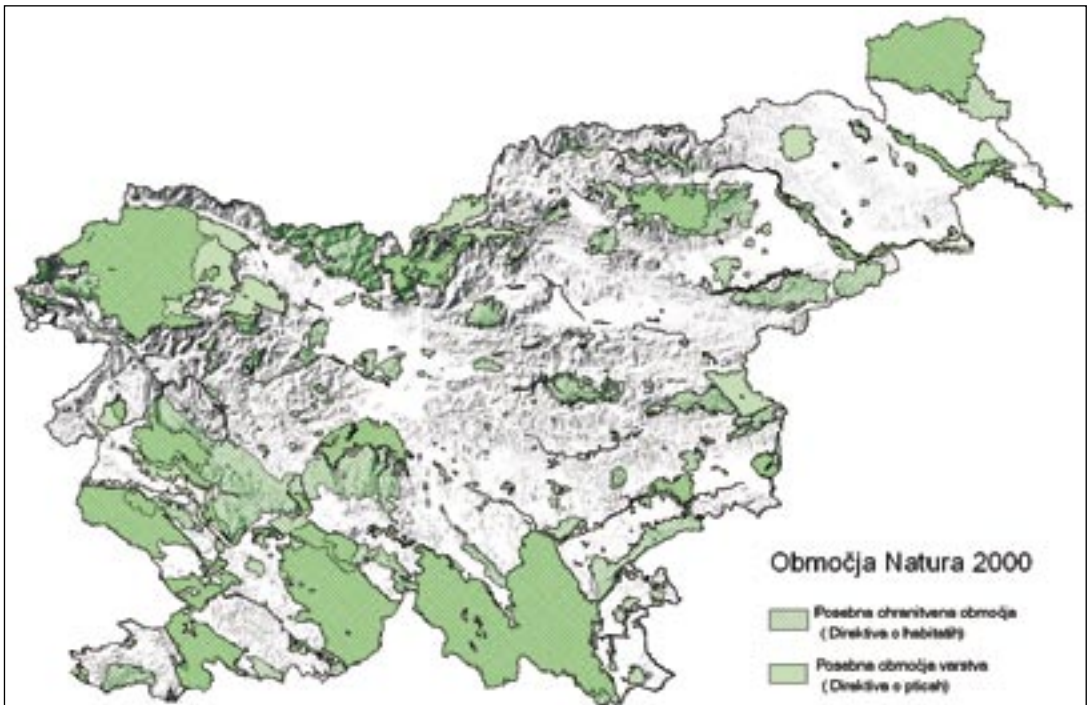 Območja Natura 2000
Posebna ohranitvena območja
( Direktiva o habitatih)
Posebna območja varstva
( Direktiva o pticah)